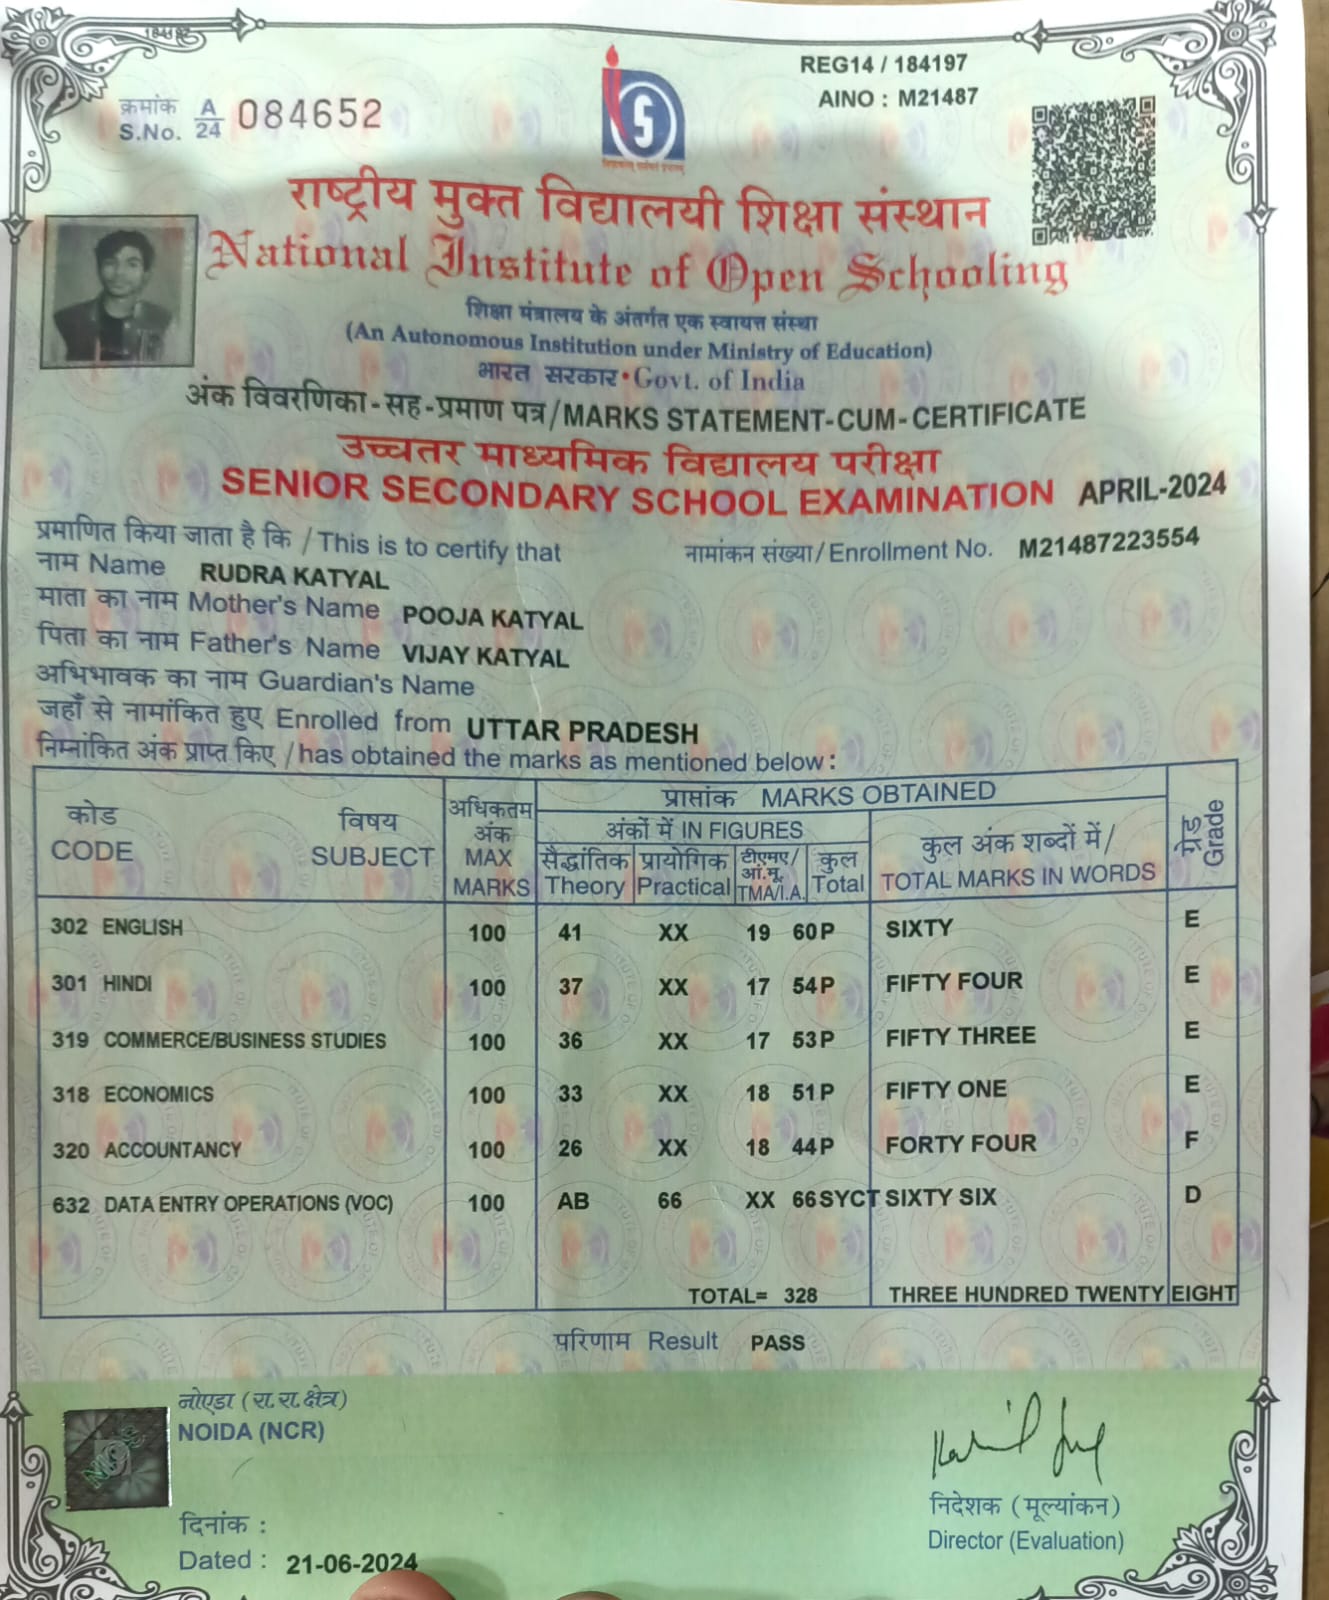 184197
REG14 / 184197
AINO : M21487
क्रमांक
S.No. A/24 084652
राष्ट्रीय मुक्त विद्यालयी शिक्षा संस्थान
National Institute of Open Schooling
शिक्षा मंत्रालय के अंतर्गत एक स्वायत्त संस्था
(An Autonomous Institution under Ministry of Education)
भारत सरकार • Govt. of India
अंक विवरणिका - सह - प्रमाण पत्र / MARKS STATEMENT-CUM-CERTIFICATE
उच्चतर माध्यमिक विद्यालय परीक्षा
SENIOR SECONDARY SCHOOL EXAMINATION APRIL-2024
प्रमाणित किया जाता है कि / This is to certify that नामांकन संख्या / Enrollment No. M21487223554
नाम Name RUDRA KATYAL
माता का नाम Mother's Name POOJA KATYAL
पिता का नाम Father's Name VIJAY KATYAL
अभिभावक का नाम Guardian's Name
जहाँ से नामांकित हुए Enrolled from UTTAR PRADESH
निम्नांकित अंक प्राप्त किए / has obtained the marks as mentioned below :
कोड CODE विषय SUBJECT अधिकतम अंक MAX MARKS प्राप्तांक MARKS OBTAINED ग्रेड Grade
अंकों में IN FIGURES कुल अंक शब्दों में / TOTAL MARKS IN WORDS
सैद्धांतिक Theory प्रायोगिक Practical टीएमए/आं.मू. TMA/I.A. कुल Total
302 ENGLISH 100 41 XX 19 60P SIXTY E
301 HINDI 100 37 XX 17 54P FIFTY FOUR E
319 COMMERCE/BUSINESS STUDIES 100 36 XX 17 53P FIFTY THREE E
318 ECONOMICS 100 33 XX 18 51P FIFTY ONE E
320 ACCOUNTANCY 100 26 XX 18 44P FORTY FOUR F
632 DATA ENTRY OPERATIONS (VOC) 100 AB 66 XX 66SYCT SIXTY SIX D
TOTAL= 328 THREE HUNDRED TWENTY EIGHT
परिणाम Result PASS
नोएडा (रा.रा.क्षेत्र)
NOIDA (NCR)
NIOS
निदेशक (मूल्यांकन)
Director (Evaluation)
दिनांक :
Dated : 21-06-2024